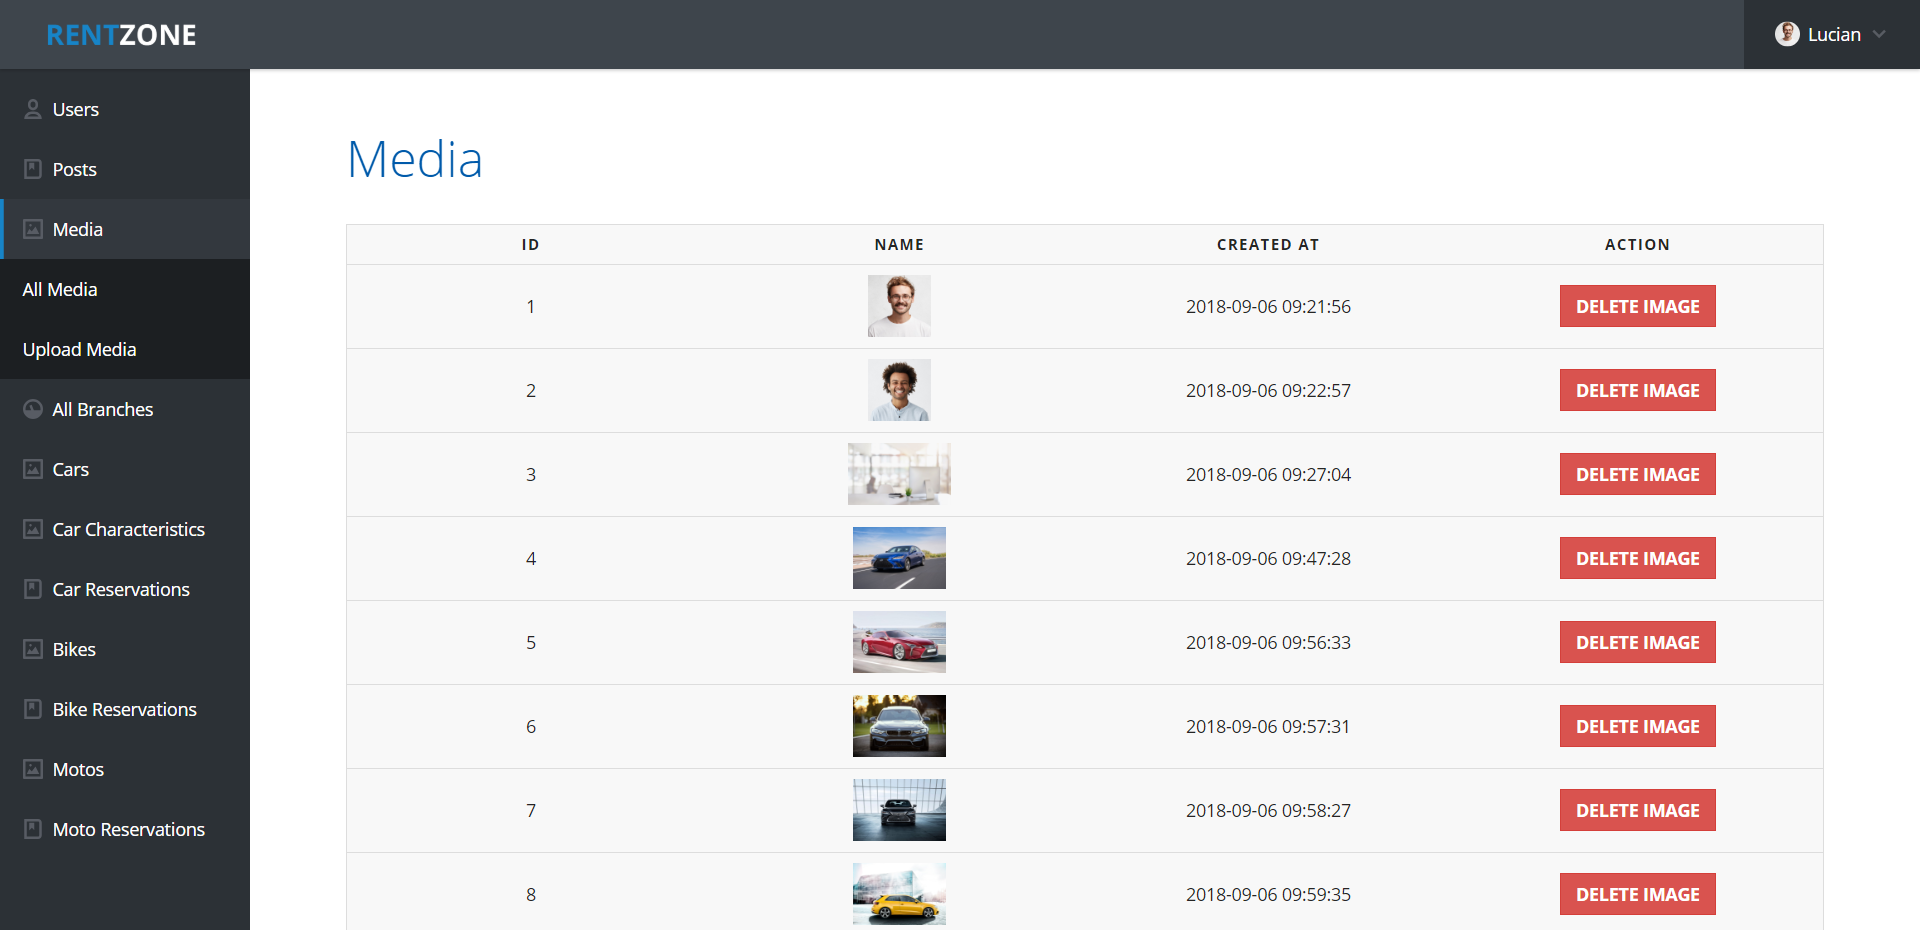 RENTZONE
Lucian
Users
Posts
Media
All Media
Upload Media
All Branches
Cars
Car Characteristics
Car Reservations
Bikes
Bike Reservations
Motos
Moto Reservations
Media
ID NAME CREATED AT ACTION
1 2018-09-06 09:21:56 DELETE IMAGE
2 2018-09-06 09:22:57 DELETE IMAGE
3 2018-09-06 09:27:04 DELETE IMAGE
4 2018-09-06 09:47:28 DELETE IMAGE
5 2018-09-06 09:56:33 DELETE IMAGE
6 2018-09-06 09:57:31 DELETE IMAGE
7 2018-09-06 09:58:27 DELETE IMAGE
8 2018-09-06 09:59:35 DELETE IMAGE